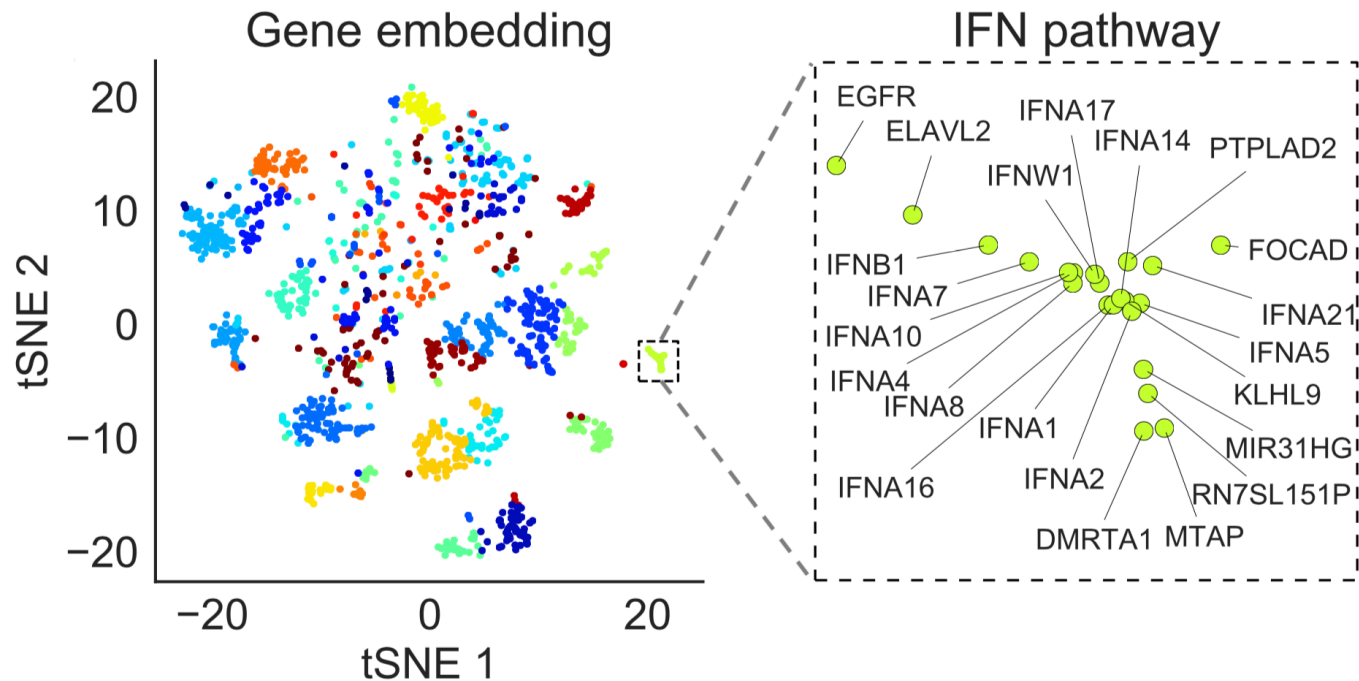 Gene embedding
IFN pathway
20
10
0
−10
−20
tSNE 2
−20
0
20
tSNE 1
EGFR
ELAVL2
IFNA17
IFNA14
PTPLAD2
IFNW1
FOCAD
IFNB1
IFNA7
IFNA21
IFNA10
IFNA5
IFNA4
KLHL9
IFNA8
IFNA1
MIR31HG
IFNA16
IFNA2
RN7SL151P
DMRTA1
MTAP